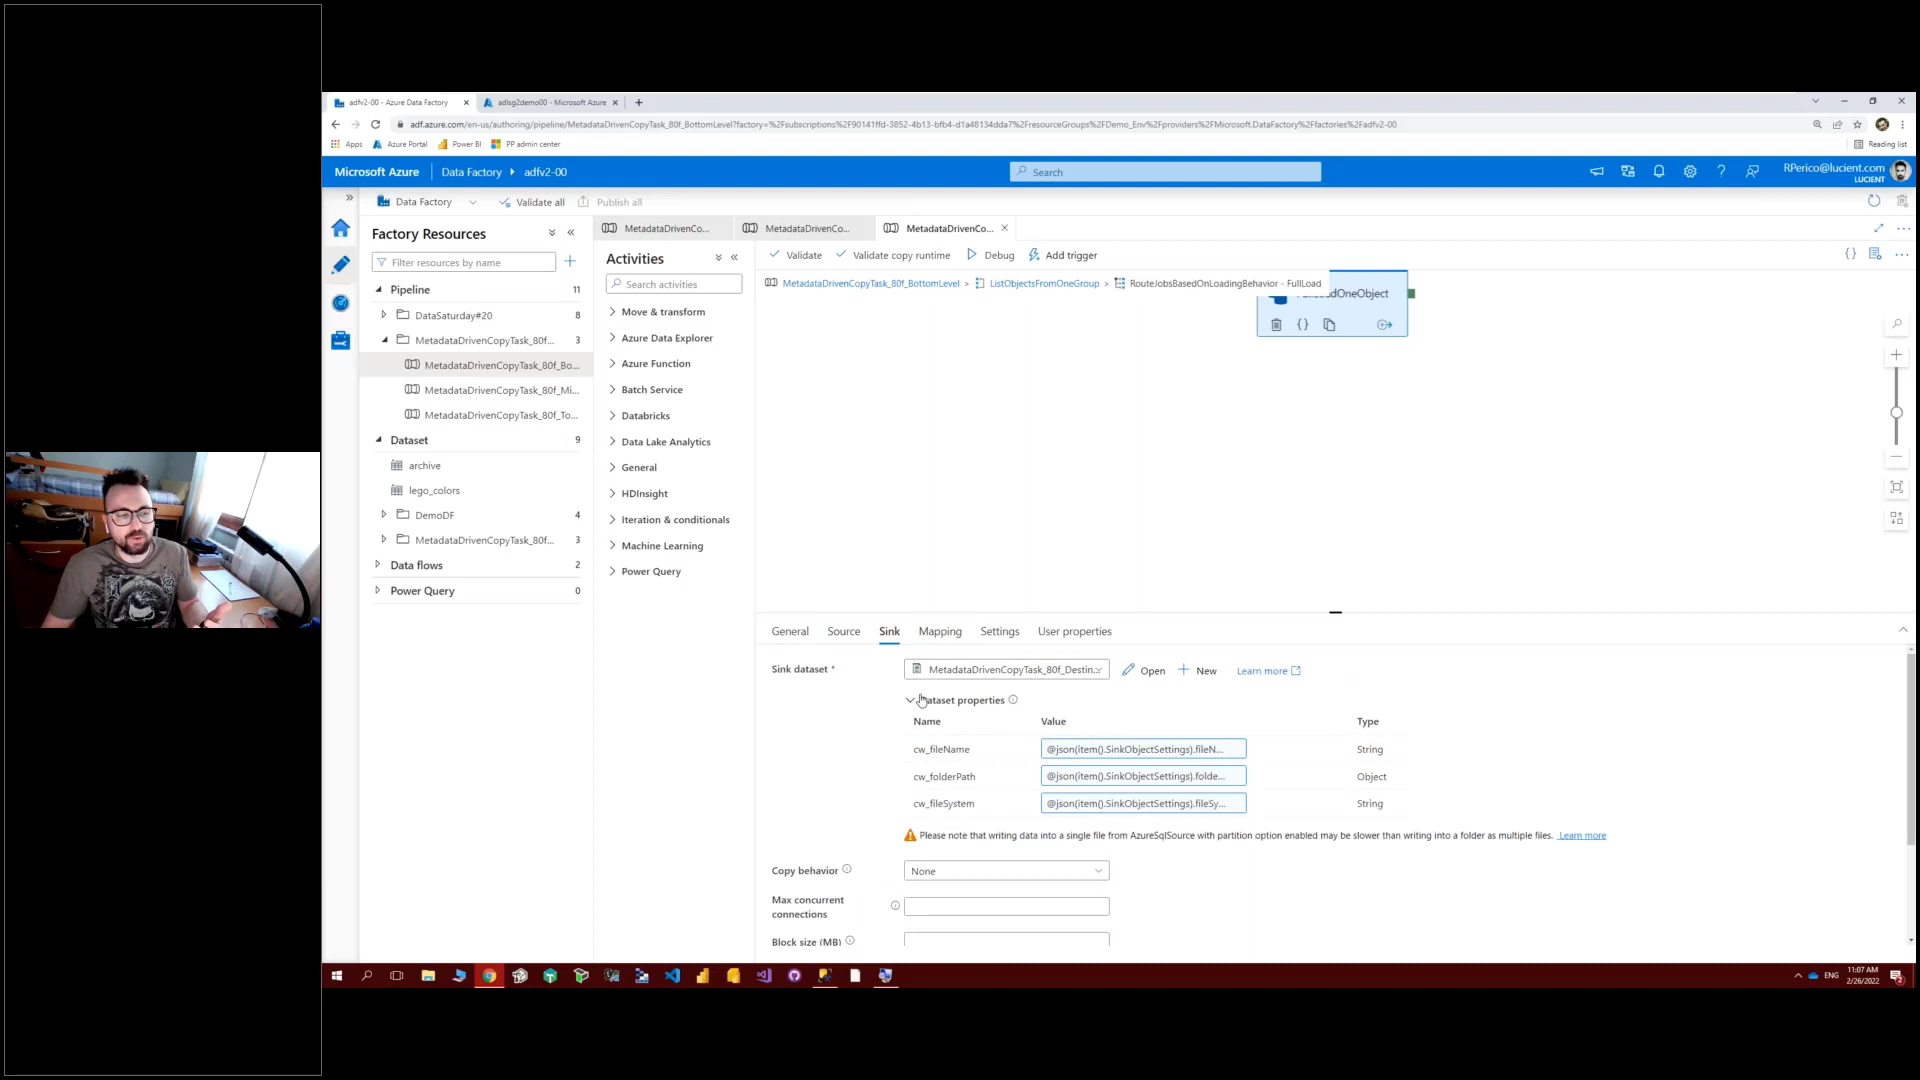 adfv2-00 - Azure Data Factory
adlsg2demo00 - Microsoft Azure
adf.azure.com/en-us/authoring/pipeline/MetadataDrivenCopyTask_80f_BottomLevel?factory=%2Fsubscriptions%2F90141ffd-3852-4b13-bfb4-d1a48134dda7%2FresourceGroups%2FDemo_Env%2Fproviders%2FMicrosoft.DataFactory%2Ffactories%2Fadfv2-00
Apps Azure Portal Power BI PP admin center Reading list
Microsoft Azure Data Factory adfv2-00 Search RPerico@lucient.com
LUCIENT
Data Factory Validate all Publish all
Factory Resources
Filter resources by name
Pipeline 11
DataSaturday#20 8
MetadataDrivenCopyTask_80f... 3
MetadataDrivenCopyTask_80f_Bo...
MetadataDrivenCopyTask_80f_Mi...
MetadataDrivenCopyTask_80f_To...
Dataset 9
archive
lego_colors
DemoDF 4
MetadataDrivenCopyTask_80f... 3
Data flows 2
Power Query 0
MetadataDrivenCo... MetadataDrivenCo... MetadataDrivenCo...
Activities
Search activities
Move & transform
Azure Data Explorer
Azure Function
Batch Service
Databricks
Data Lake Analytics
General
HDInsight
Iteration & conditionals
Machine Learning
Power Query
Validate Validate copy runtime Debug Add trigger
MetadataDrivenCopyTask_80f_BottomLevel > ListObjectsFromOneGroup > RouteJobsBasedOnLoadingBehavior - FullLoad
General Source Sink Mapping Settings User properties
Sink dataset * MetadataDrivenCopyTask_80f_Destin... Open New Learn more
ataset properties
Name Value Type
cw_fileName @json(item().SinkObjectSettings).fileN... String
cw_folderPath @json(item().SinkObjectSettings).folde... Object
cw_fileSystem @json(item().SinkObjectSettings).fileSy... String
Please note that writing data into a single file from AzureSqlSource with partition option enabled may be slower than writing into a folder as multiple files. Learn more
Copy behavior None
Max concurrent
connections
Block size (MB)
ENG
11:07 AM
2/26/2022